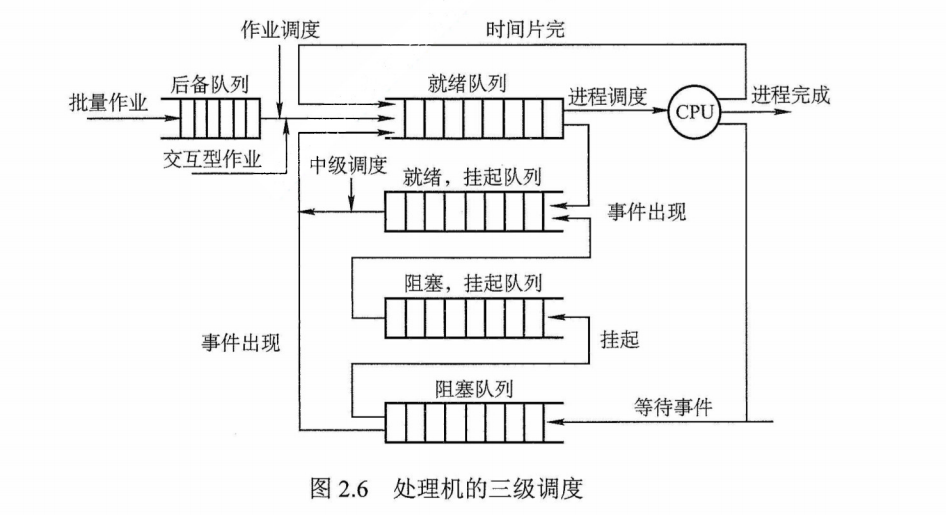 作业调度
时间片完
后备队列
就绪队列
批量作业
进程调度
CPU
进程完成
交互型作业
中级调度
就绪，挂起队列
事件出现
阻塞，挂起队列
事件出现
挂起
阻塞队列
等待事件
图 2.6 处理机的三级调度